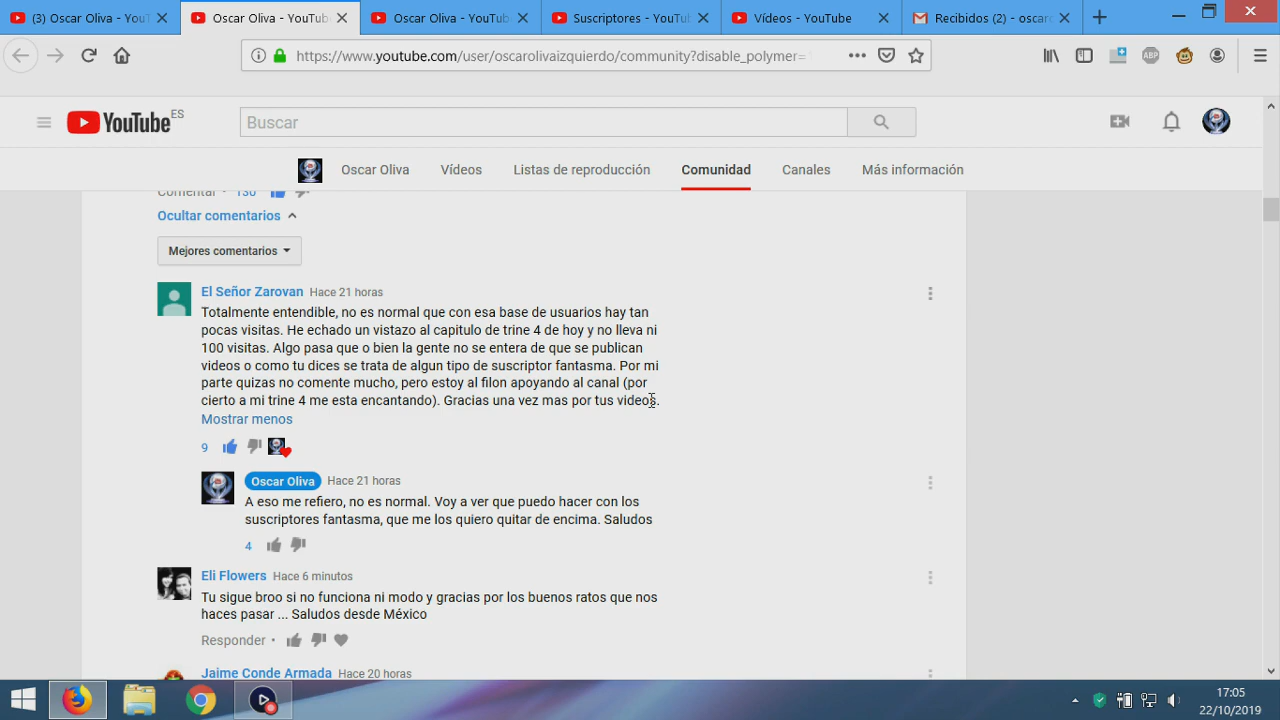 (3) Oscar Oliva - YouT
Oscar Oliva - YouTub
Oscar Oliva - YouTub
Suscriptores - YouTub
Vídeos - YouTube
Recibidos (2) - oscaro
https://www.youtube.com/user/oscarolivaizquierdo/community?disable_polymer=
ABP
YouTube ES
Buscar
Oscar Oliva
Vídeos
Listas de reproducción
Comunidad
Canales
Más información
Comentar · 130
Ocultar comentarios
Mejores comentarios
El Señor Zarovan Hace 21 horas
Totalmente entendible, no es normal que con esa base de usuarios hay tan
pocas visitas. He echado un vistazo al capitulo de trine 4 de hoy y no lleva ni
100 visitas. Algo pasa que o bien la gente no se entera de que se publican
videos o como tu dices se trata de algun tipo de suscriptor fantasma. Por mi
parte quizas no comente mucho, pero estoy al filon apoyando al canal (por
cierto a mi trine 4 me esta encantando). Gracias una vez mas por tus videos.
Mostrar menos
9
Oscar Oliva Hace 21 horas
A eso me refiero, no es normal. Voy a ver que puedo hacer con los
suscriptores fantasma, que me los quiero quitar de encima. Saludos
4
Eli Flowers Hace 6 minutos
Tu sigue broo si no funciona ni modo y gracias por los buenos ratos que nos
haces pasar ... Saludos desde México
Responder ·
Jaime Conde Armada Hace 20 horas
17:05
22/10/2019